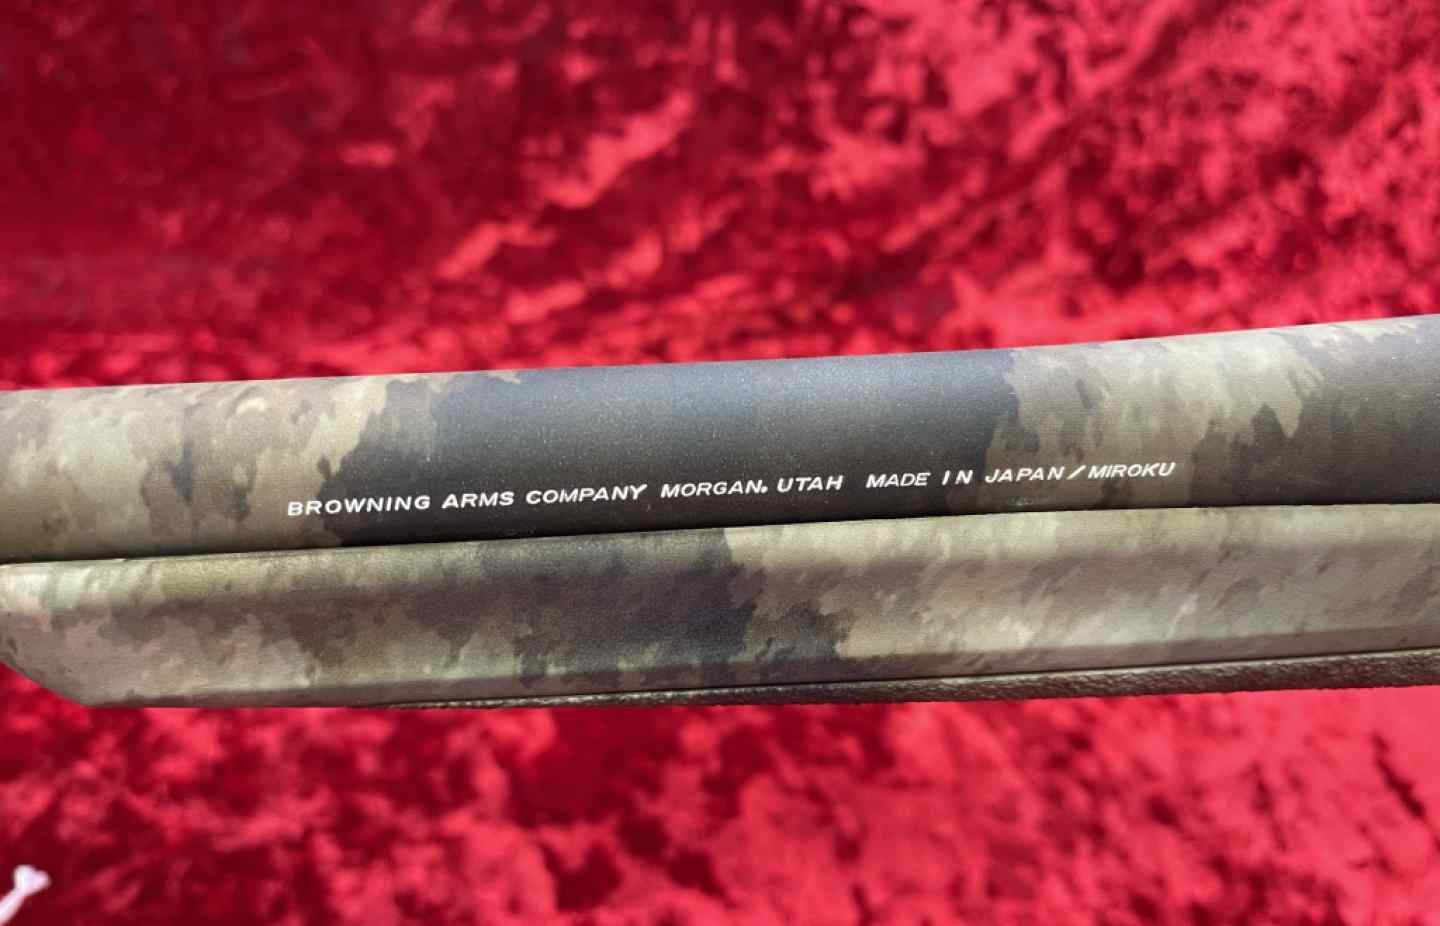 BROWNING ARMS COMPANY MORGAN. UTAH MADE IN JAPAN/MIROKU